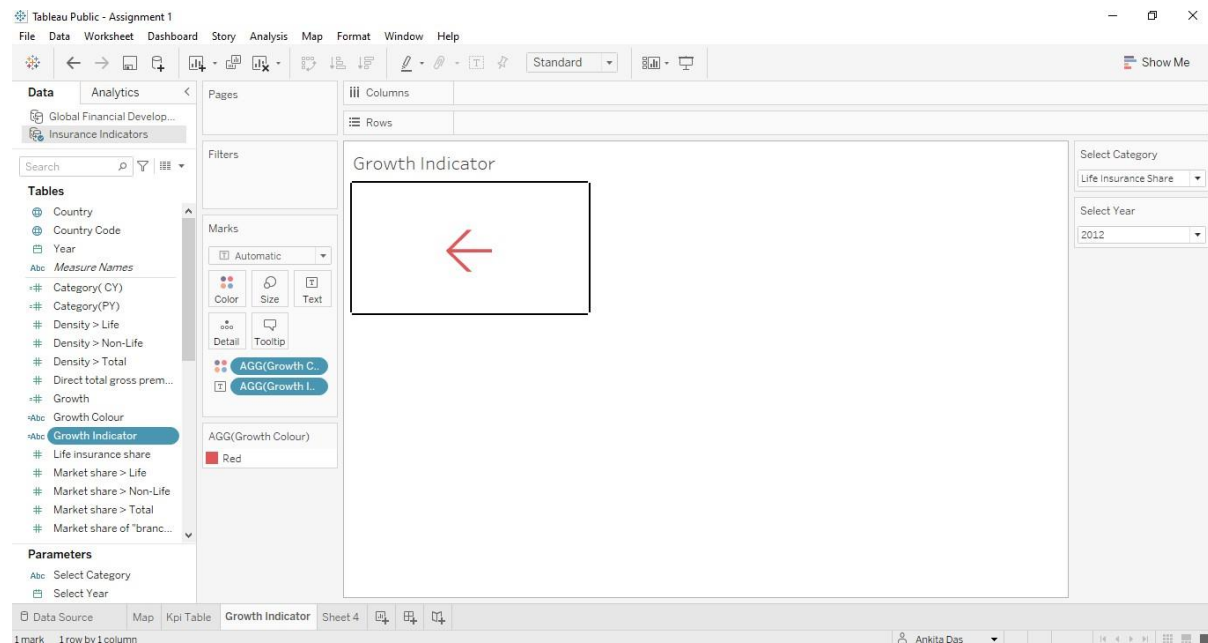 Tableau Public - Assignment 1
File Data Worksheet Dashboard Story Analysis Map Format Window Help
Standard
Show Me
Data Analytics
Global Financial Develop...
Insurance Indicators
Search
Tables
Country
Country Code
Year
Abc Measure Names
=# Category( CY)
=# Category(PY)
# Density > Life
# Density > Non-Life
# Density > Total
# Direct total gross prem...
=# Growth
=Abc Growth Colour
=Abc Growth Indicator
# Life insurance share
# Market share > Life
# Market share > Non-Life
# Market share > Total
# Market share of "branc...
Parameters
Abc Select Category
Select Year
Pages
Filters
Marks
T Automatic
Color Size Text
Detail Tooltip
AGG(Growth C..
AGG(Growth I..
AGG(Growth Colour)
Red
Columns
Rows
Growth Indicator
Select Category
Life Insurance Share
Select Year
2012
Data Source Map Kpi Table Growth Indicator Sheet 4
1 mark 1 row by 1 column
Ankita Das